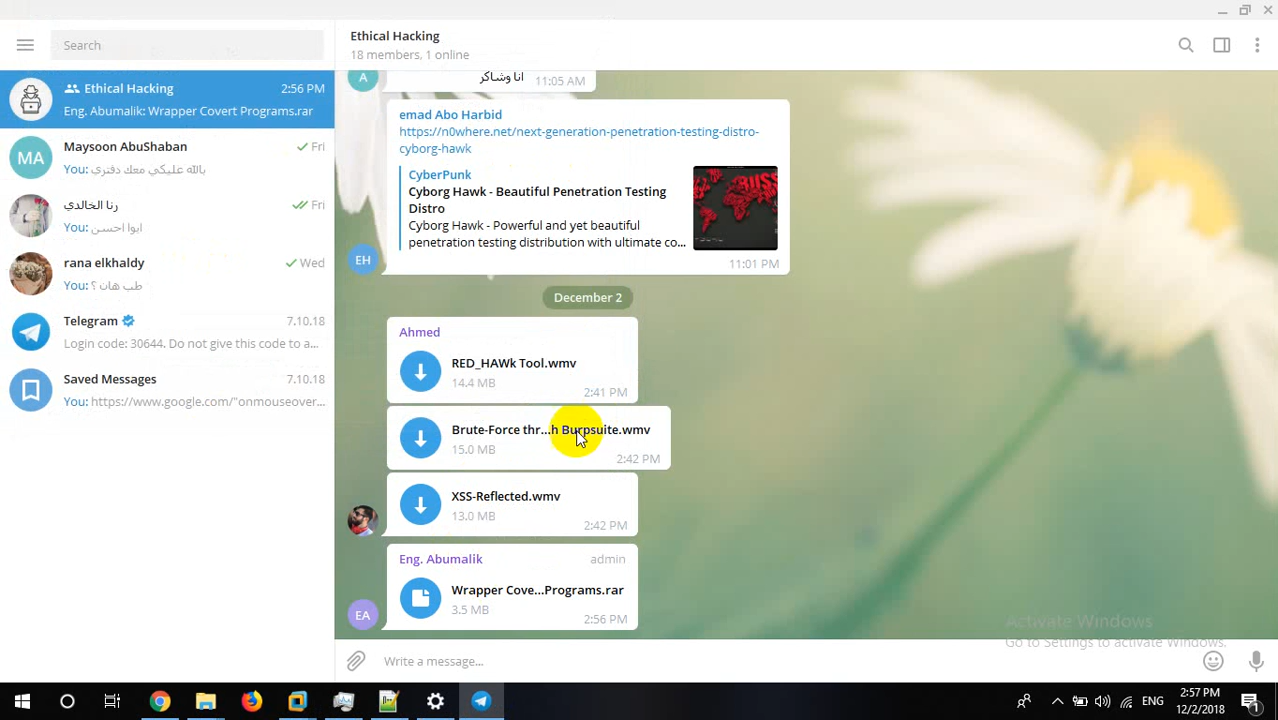 Search
Ethical Hacking
2:56 PM
Eng. Abumalik: Wrapper Covert Programs.rar
MA
Maysoon AbuShaban
Fri
You: بالله عليكي معك دفتري
رنا الخالدي
Fri
You: ابوا احسن
rana elkhaldy
Wed
You: طب هان ؟
Telegram
7.10.18
Login code: 30644. Do not give this code to a...
Saved Messages
7.10.18
You: https://www.google.com/"onmouseover...
Ethical Hacking
18 members, 1 online
A
انا وشاكر
11:05 AM
emad Abo Harbid
https://n0where.net/next-generation-penetration-testing-distro-
cyborg-hawk
CyberPunk
Cyborg Hawk - Beautiful Penetration Testing
Distro
Cyborg Hawk - Powerful and yet beautiful
penetration testing distribution with ultimate co...
EH
11:01 PM
December 2
Ahmed
RED_HAWk Tool.wmv
14.4 MB
2:41 PM
Brute-Force thr...h Burpsuite.wmv
15.0 MB
2:42 PM
XSS-Reflected.wmv
13.0 MB
2:42 PM
Eng. Abumalik
admin
Wrapper Cove...Programs.rar
3.5 MB
2:56 PM
EA
Activate Windows
Go to Settings to activate Windows.
Write a message...
ENG
2:57 PM
12/2/2018
1